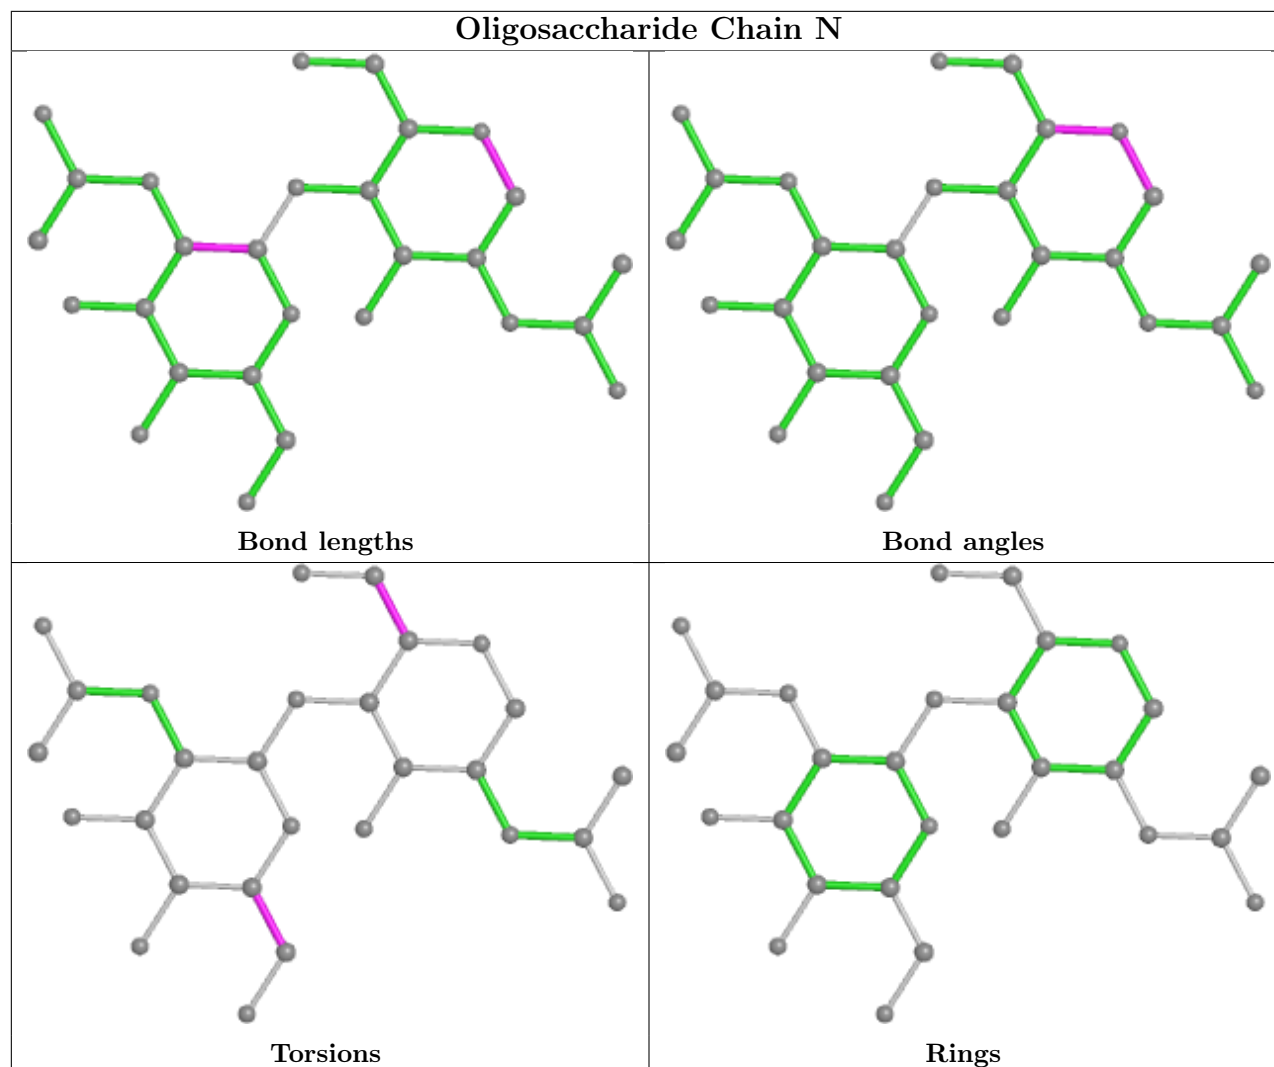 Oligosaccharide Chain N
Bond lengths
Bond angles
Torsions
Rings